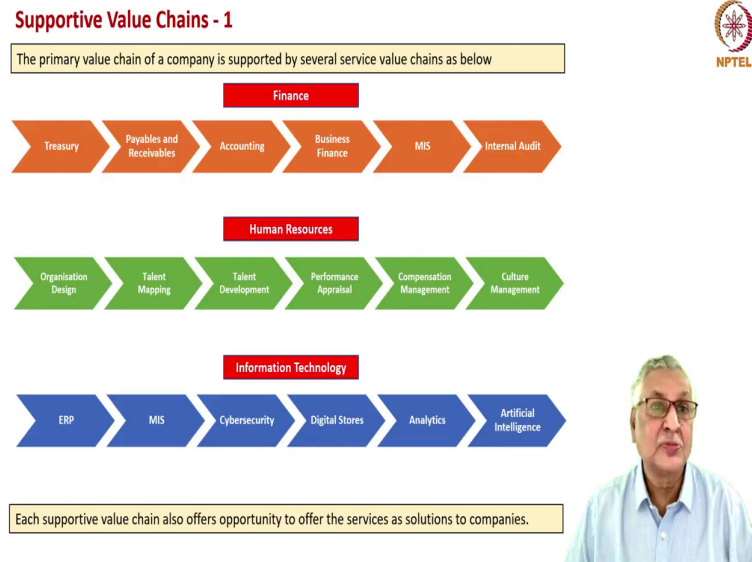 Supportive Value Chains - 1
NPTEL
The primary value chain of a company is supported by several service value chains as below
Finance
Treasury
Payables and
Receivables
Accounting
Business
Finance
MIS
Internal Audit
Human Resources
Organisation
Design
Talent
Mapping
Talent
Development
Performance
Appraisal
Compensation
Management
Culture
Management
Information Technology
ERP
MIS
Cybersecurity
Digital Stores
Analytics
Artificial
Intelligence
Each supportive value chain also offers opportunity to offer the services as solutions to companies.